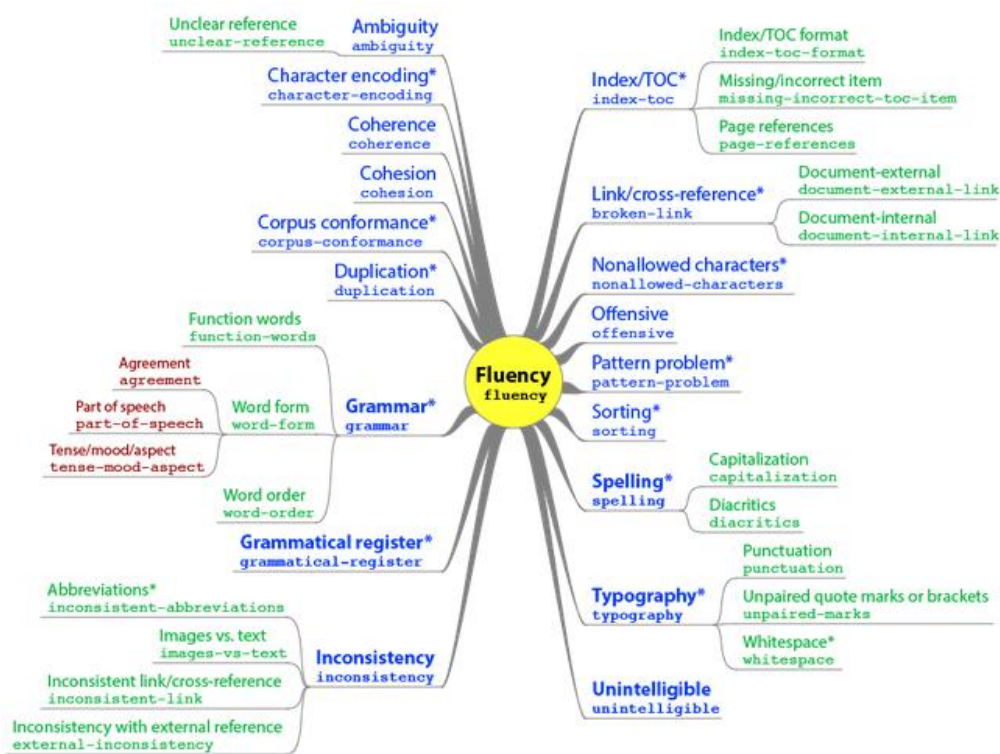 Fluency
fluency
Ambiguity
ambiguity
Unclear reference
unclear-reference
Character encoding*
character-encoding
Coherence
coherence
Cohesion
cohesion
Corpus conformance*
corpus-conformance
Duplication*
duplication
Grammar*
grammar
Function words
function-words
Word form
word-form
Agreement
agreement
Part of speech
part-of-speech
Tense/mood/aspect
tense-mood-aspect
Word order
word-order
Grammatical register*
grammatical-register
Inconsistency
inconsistency
Abbreviations*
inconsistent-abbreviations
Images vs. text
images-vs-text
Inconsistent link/cross-reference
inconsistent-link
Inconsistency with external reference
external-inconsistency
Index/TOC*
index-toc
Index/TOC format
index-toc-format
Missing/incorrect item
missing-incorrect-toc-item
Page references
page-references
Link/cross-reference*
broken-link
Document-external
document-external-link
Document-internal
document-internal-link
Nonallowed characters*
nonallowed-characters
Offensive
offensive
Pattern problem*
pattern-problem
Sorting*
sorting
Spelling*
spelling
Capitalization
capitalization
Diacritics
diacritics
Typography*
typography
Punctuation
punctuation
Unpaired quote marks or brackets
unpaired-marks
Whitespace*
whitespace
Unintelligible
unintelligible